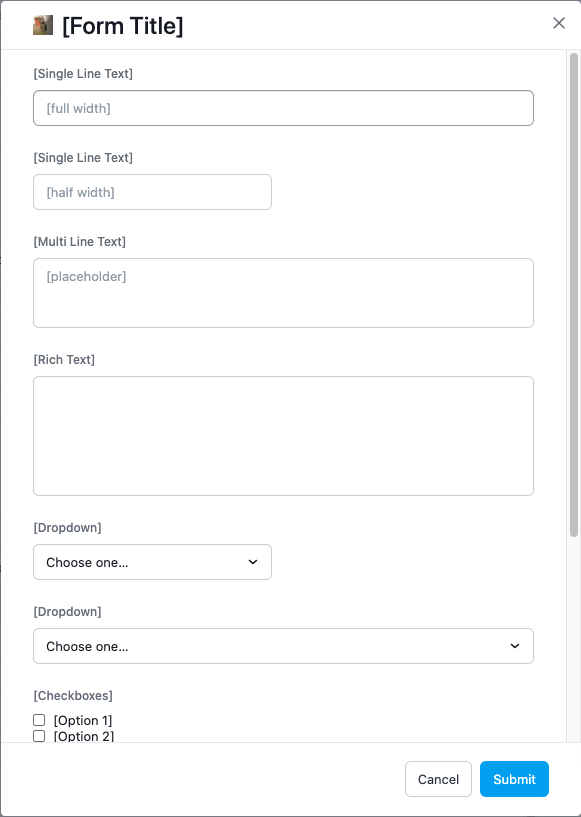 [Form Title]
[Single Line Text]
[full width]
[Single Line Text]
[half width]
[Multi Line Text]
[placeholder]
[Rich Text]
[Dropdown]
Choose one...
[Dropdown]
Choose one...
[Checkboxes]
[Option 1]
[Option 2]
Cancel Submit